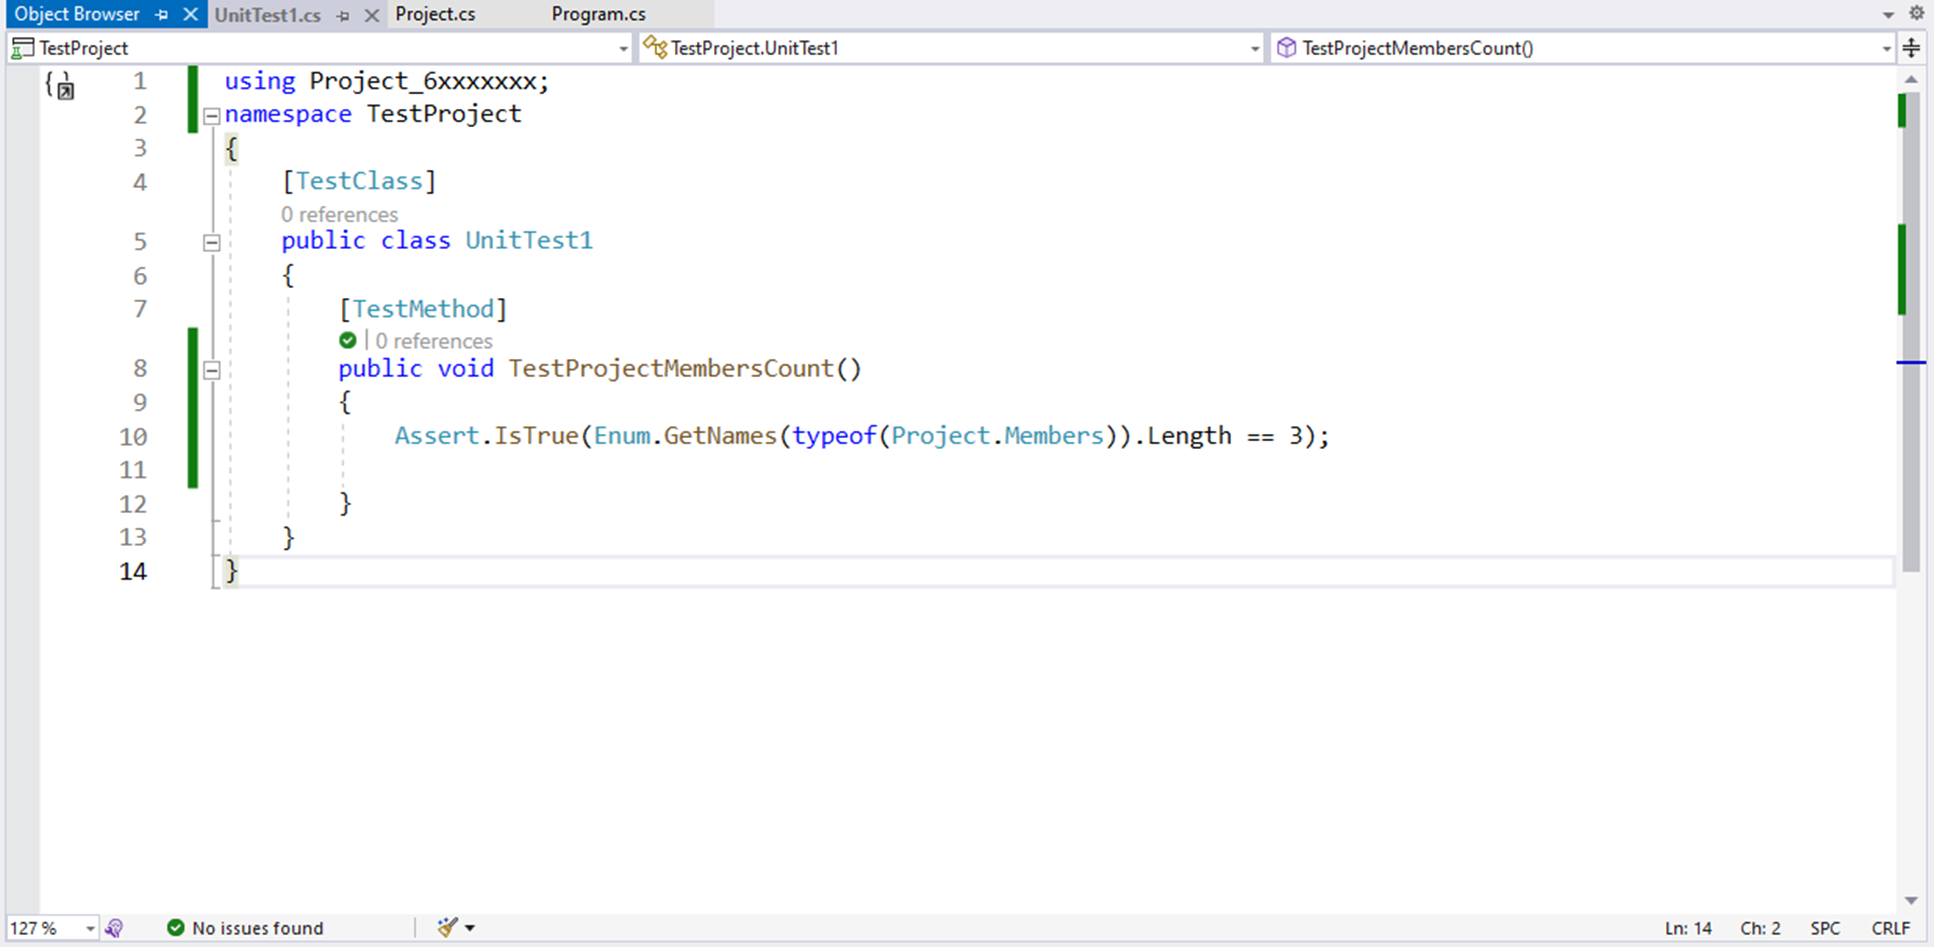 Object Browser UnitTest1.cs Project.cs Program.cs
TestProject TestProject.UnitTest1 TestProjectMembersCount()
1 using Project_6xxxxxxx;
2 namespace TestProject
3 {
4 [TestClass]
0 references
5 public class UnitTest1
6 {
7 [TestMethod]
| 0 references
8 public void TestProjectMembersCount()
9 {
10 Assert.IsTrue(Enum.GetNames(typeof(Project.Members)).Length == 3);
11
12 }
13 }
14 }
127 % No issues found Ln: 14 Ch: 2 SPC CRLF